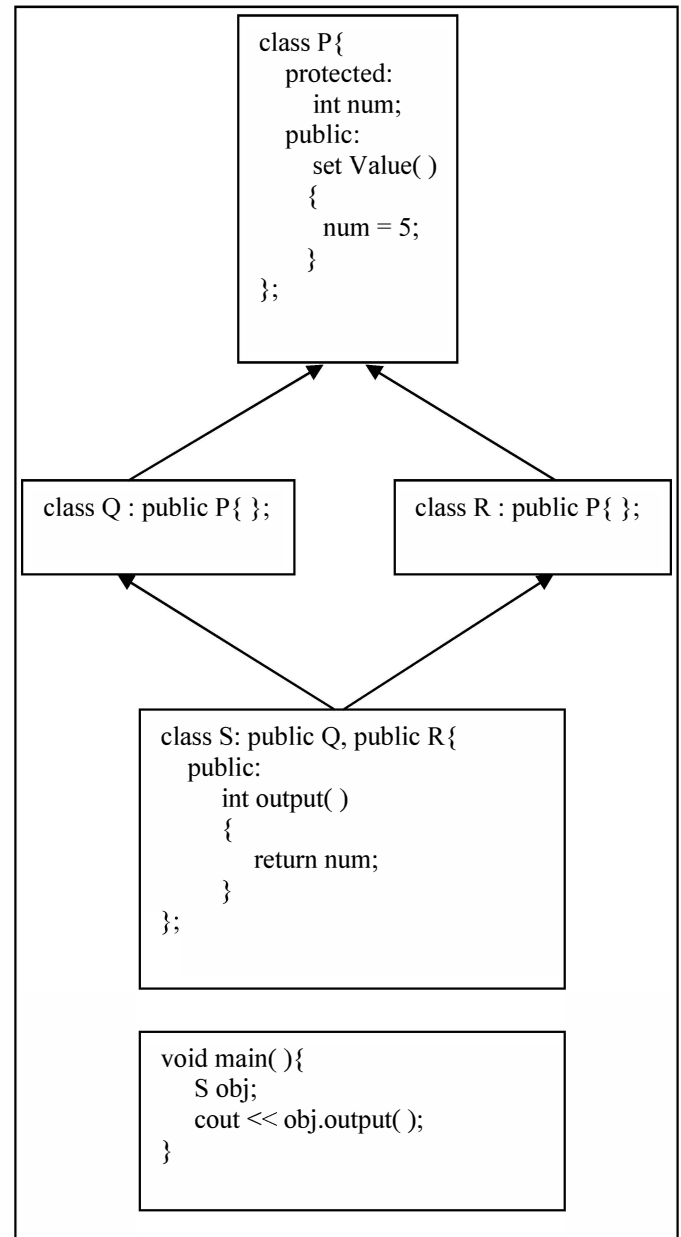 class P{
protected:
int num;
public:
set Value( )
{
num = 5;
}
};
class Q : public P{ };
class R : public P{ };
class S: public Q, public R{
public:
int output( )
{
return num;
}
};
void main( ){
S obj;
cout << obj.output( );
}